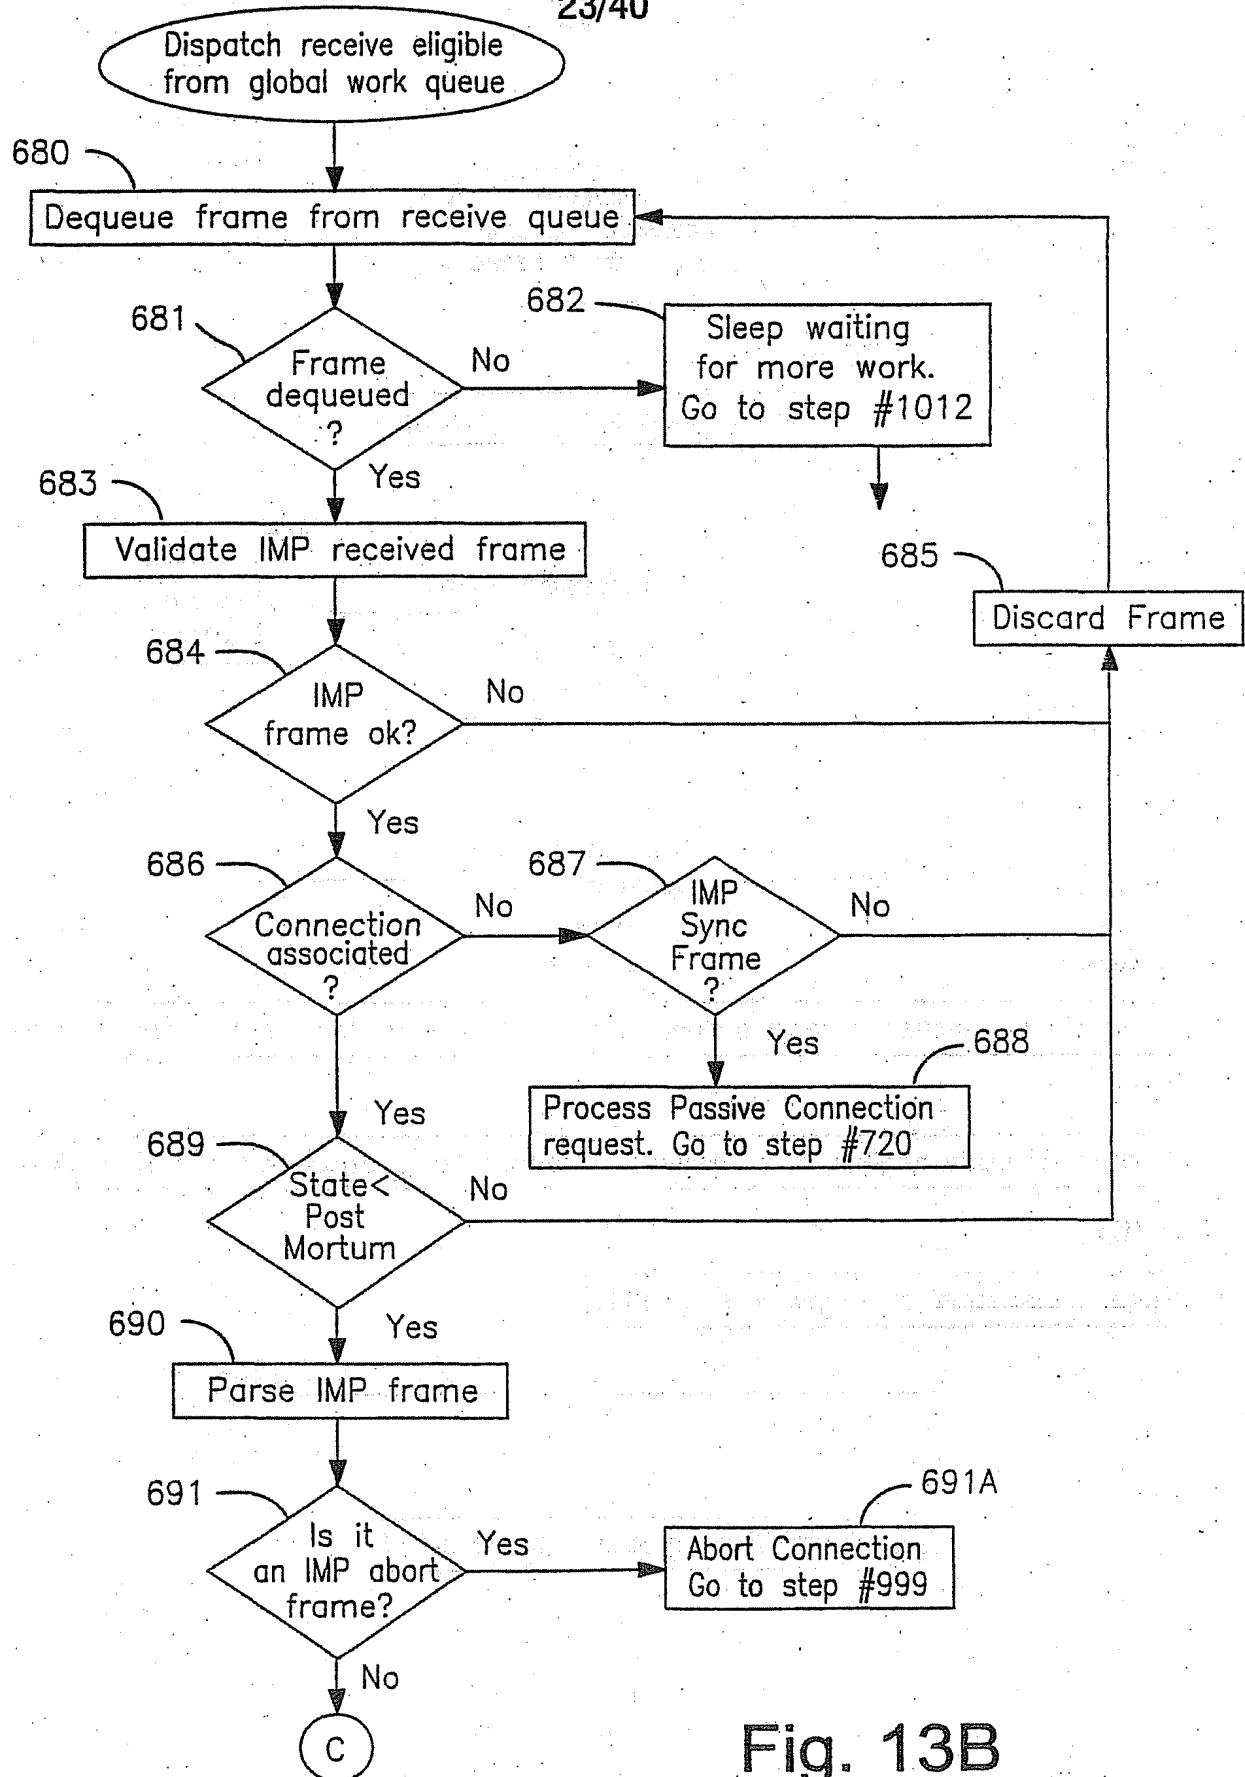 23/40
Dispatch receive eligible
from global work queue
680
Dequeue frame from receive queue
681
Frame
dequeued
?
No
682
Sleep waiting
for more work.
Go to step #1012
Yes
683
Validate IMP received frame
685
Discard Frame
684
IMP
frame ok?
No
Yes
686
Connection
associated
?
No
687
IMP
Sync
Frame
?
No
Yes
688
Process Passive Connection
request. Go to step #720
Yes
689
State<
Post
Mortum
No
Yes
690
Parse IMP frame
691
Is it
an IMP abort
frame?
Yes
691A
Abort Connection
Go to step #999
No
C
Fig. 13B